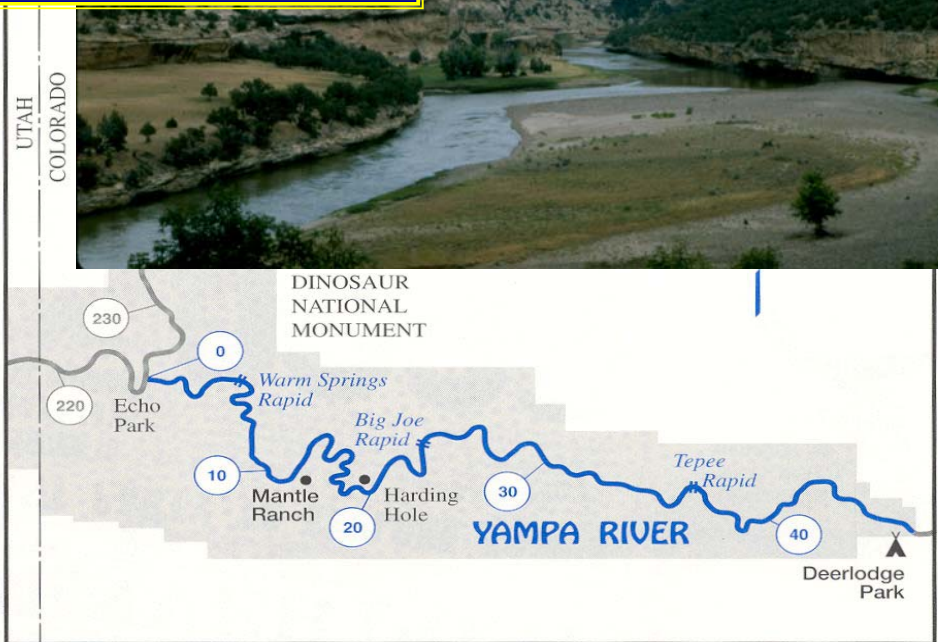 UTAH
COLORADO
DINOSAUR
NATIONAL
MONUMENT
230
0
220
Echo
Park
Warm Springs
Rapid
Big Joe
Rapid
10
Mantle
Ranch
Harding
Hole
20
30
Tepee
Rapid
YAMPA RIVER
40
Deerlodge
Park